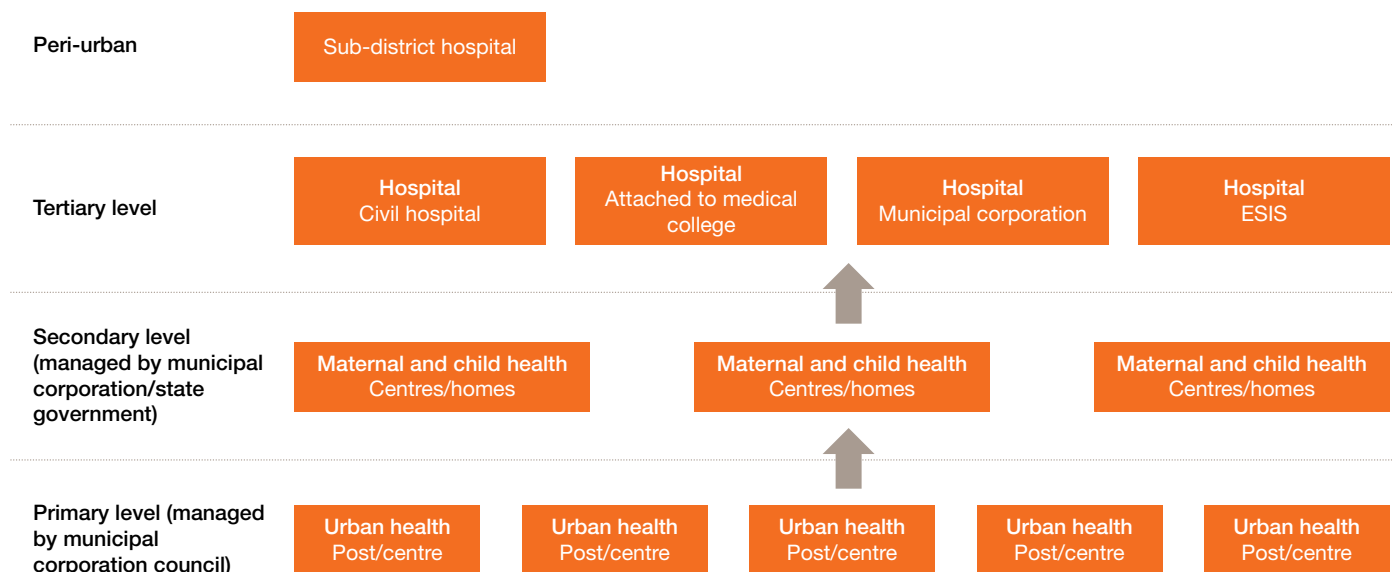 Peri-urban
Sub-district hospital
Tertiary level
Hospital
Civil hospital
Hospital
Attached to medical
college
Hospital
Municipal corporation
Hospital
ESIS
Secondary level
(managed by municipal
corporation/state
government)
Maternal and child health
Centres/homes
Maternal and child health
Centres/homes
Maternal and child health
Centres/homes
Primary level (managed
by municipal
corporation council)
Urban health
Post/centre
Urban health
Post/centre
Urban health
Post/centre
Urban health
Post/centre
Urban health
Post/centre